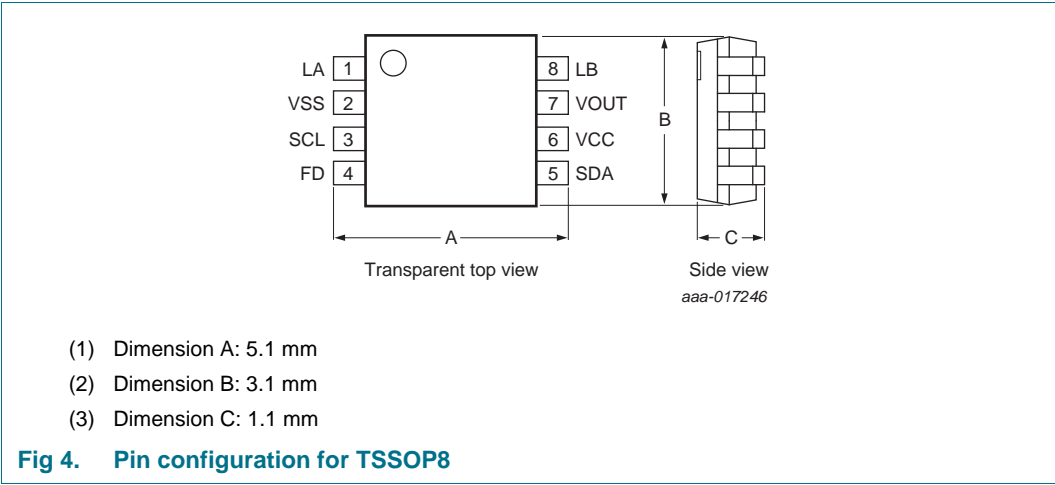 LA 1 8 LB
VSS 2 7 VOUT
SCL 3 6 VCC
FD 4 5 SDA
B
A
C
Transparent top view
Side view
aaa-017246
(1) Dimension A: 5.1 mm
(2) Dimension B: 3.1 mm
(3) Dimension C: 1.1 mm
Fig 4. Pin configuration for TSSOP8